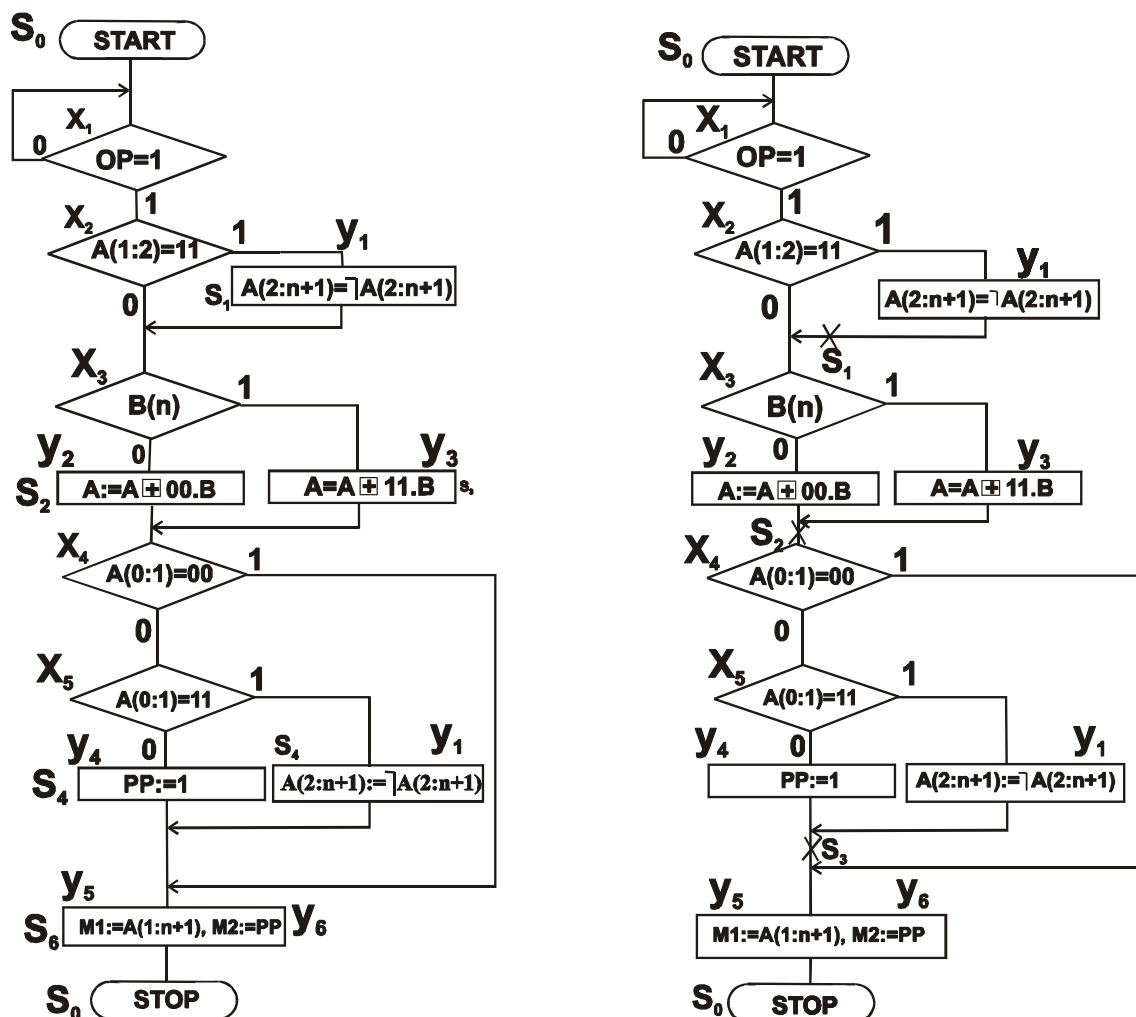 S0 START
X1
0
OP=1
1
X2
A(1:2)=11
1
y1
S1
A(2:n+1)=⌉A(2:n+1)
0
X3
B(n)
1
y2
0
y3
S2
A:=A + 00.B
A=A + 11.B
S3
X4
A(0:1)=00
1
0
X5
A(0:1)=11
1
y4
0
S4
y1
S4
PP:=1
A(2:n+1):=⌉A(2:n+1)
y5
S6
M1:=A(1:n+1), M2:=PP
y6
S0 STOP
S0 START
X1
0
OP=1
1
X2
A(1:2)=11
1
y1
A(2:n+1)=⌉A(2:n+1)
0
S1
X3
B(n)
1
y2
0
y3
A:=A + 00.B
A=A + 11.B
S2
X4
A(0:1)=00
1
0
X5
A(0:1)=11
1
y4
0
y1
PP:=1
A(2:n+1):=⌉A(2:n+1)
S3
y5
y6
M1:=A(1:n+1), M2:=PP
S0 STOP